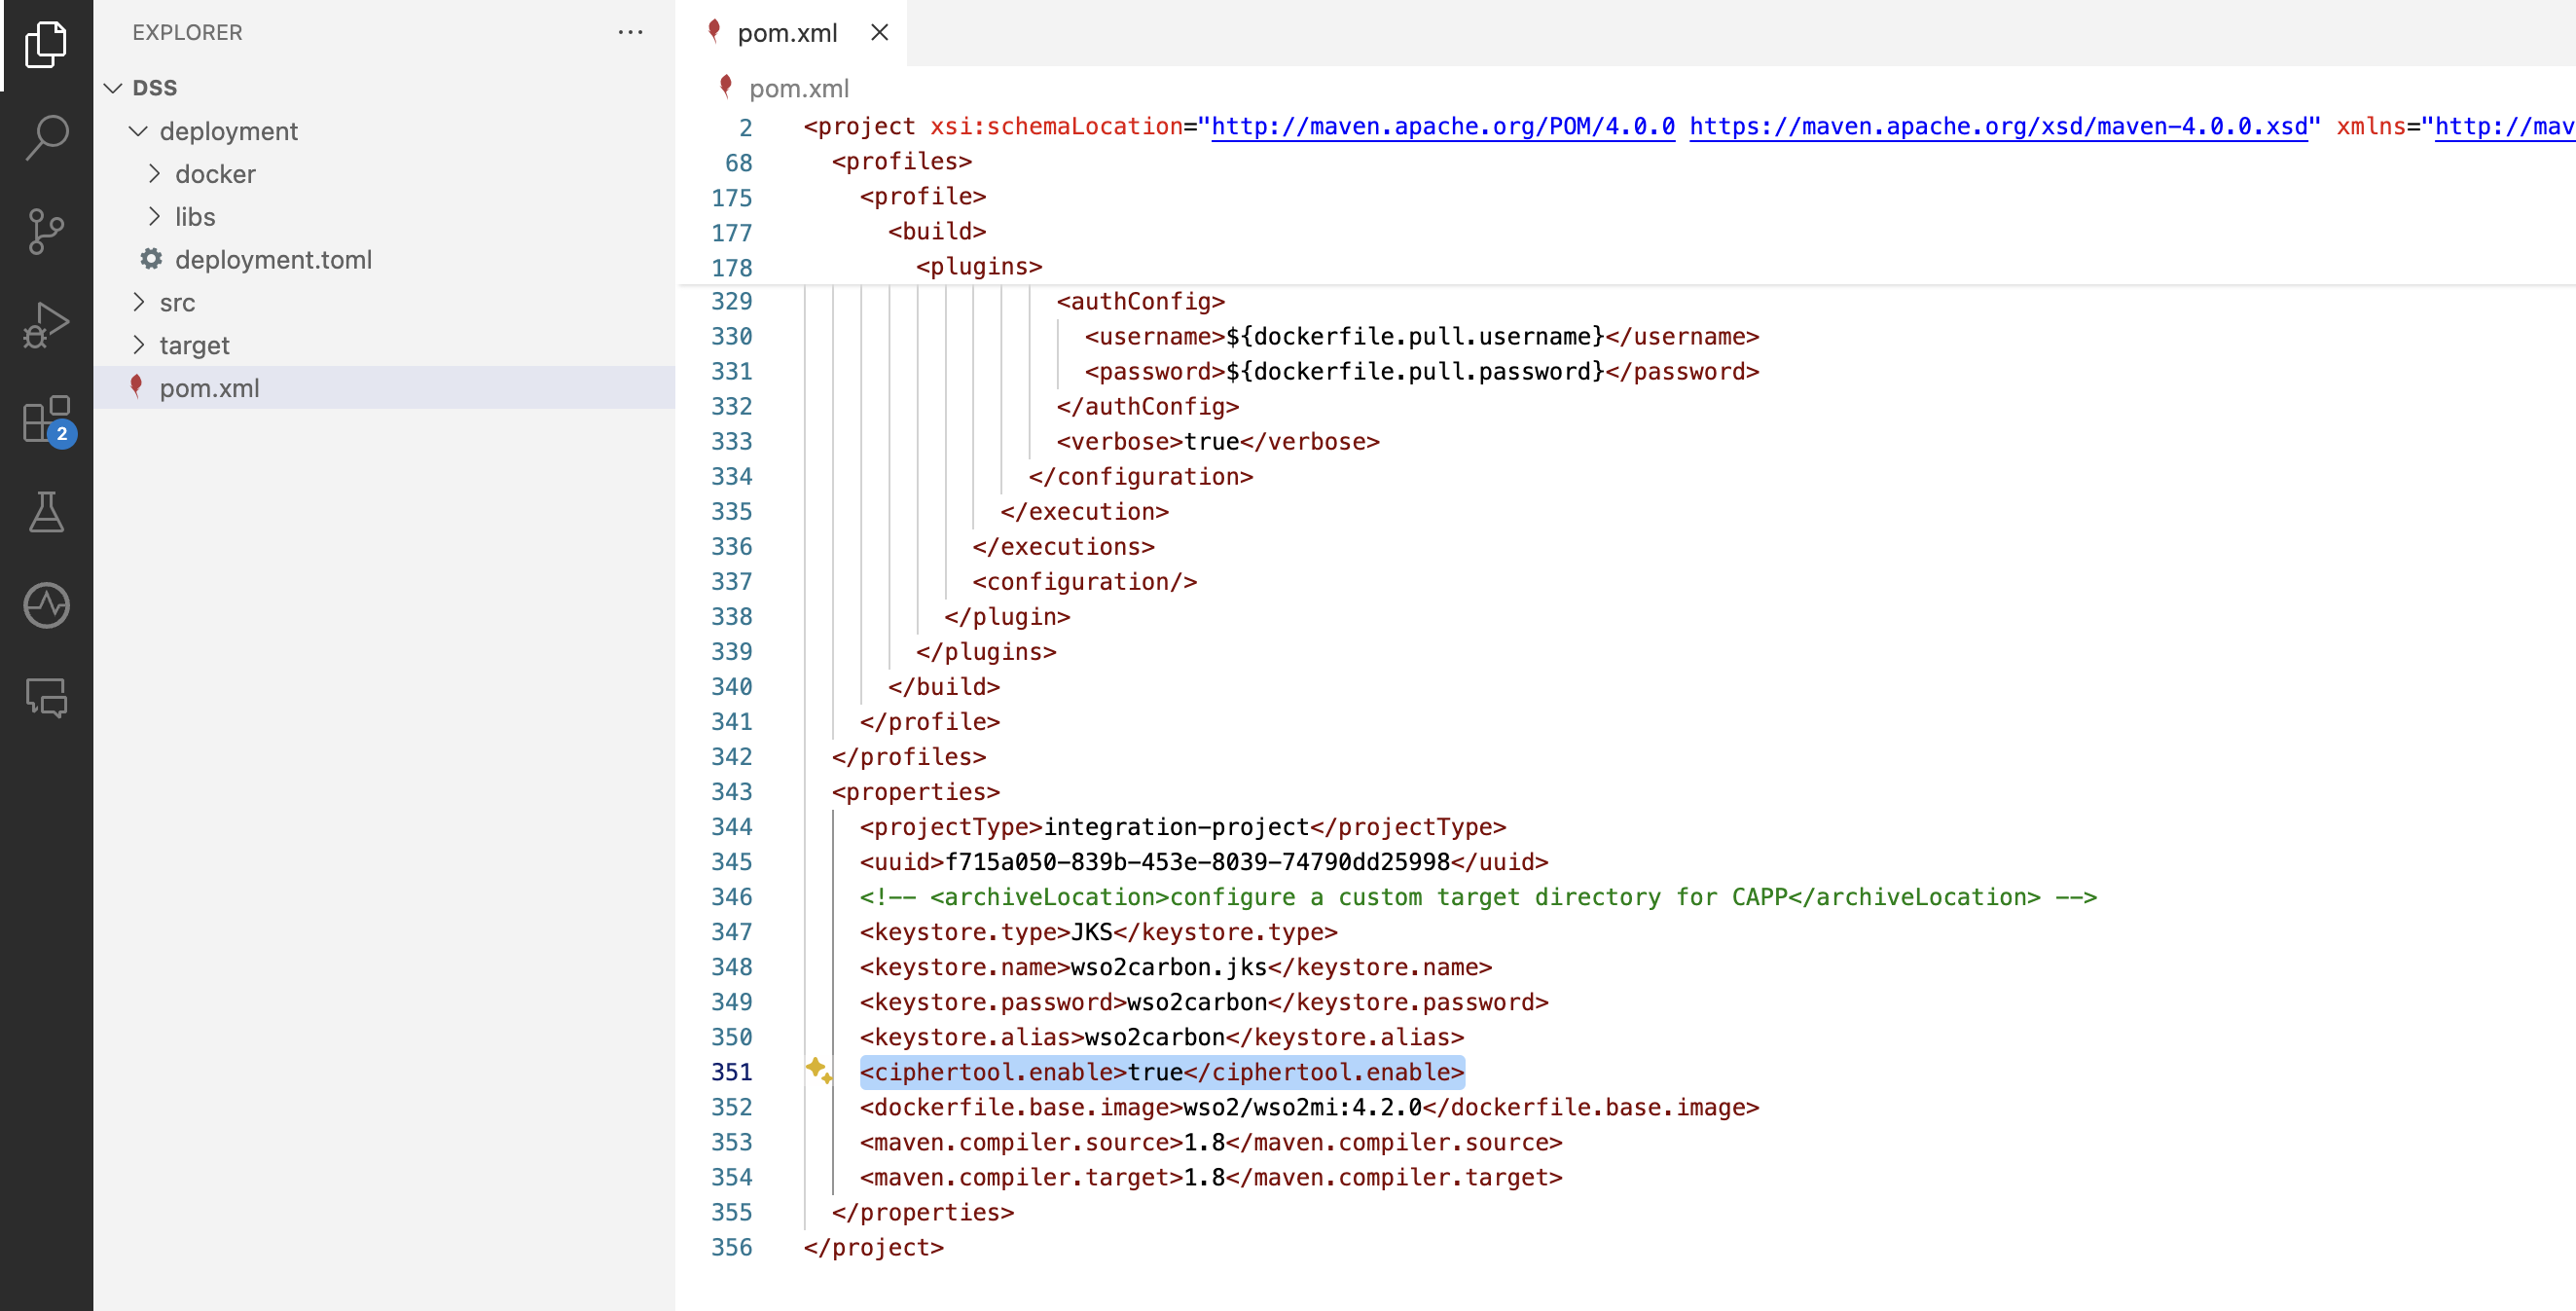 EXPLORER
DSS
deployment
docker
libs
deployment.toml
src
target
pom.xml
2
pom.xml
pom.xml
2 <project xsi:schemaLocation="http://maven.apache.org/POM/4.0.0 https://maven.apache.org/xsd/maven-4.0.0.xsd" xmlns="http://mav
68 <profiles>
175 <profile>
177 <build>
178 <plugins>
329 <authConfig>
330 <username>${dockerfile.pull.username}</username>
331 <password>${dockerfile.pull.password}</password>
332 </authConfig>
333 <verbose>true</verbose>
334 </configuration>
335 </execution>
336 </executions>
337 <configuration/>
338 </plugin>
339 </plugins>
340 </build>
341 </profile>
342 </profiles>
343 <properties>
344 <projectType>integration-project</projectType>
345 <uuid>f715a050-839b-453e-8039-74790dd25998</uuid>
346 <!-- <archiveLocation>configure a custom target directory for CAPP</archiveLocation> -->
347 <keystore.type>JKS</keystore.type>
348 <keystore.name>wso2carbon.jks</keystore.name>
349 <keystore.password>wso2carbon</keystore.password>
350 <keystore.alias>wso2carbon</keystore.alias>
351 <ciphertool.enable>true</ciphertool.enable>
352 <dockerfile.base.image>wso2/wso2mi:4.2.0</dockerfile.base.image>
353 <maven.compiler.source>1.8</maven.compiler.source>
354 <maven.compiler.target>1.8</maven.compiler.target>
355 </properties>
356 </project>